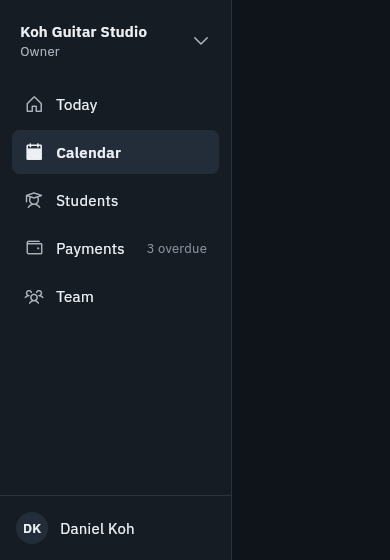 Koh Guitar Studio
Owner
Today
Calendar
Students
Payments 3 overdue
Team
DK Daniel Koh